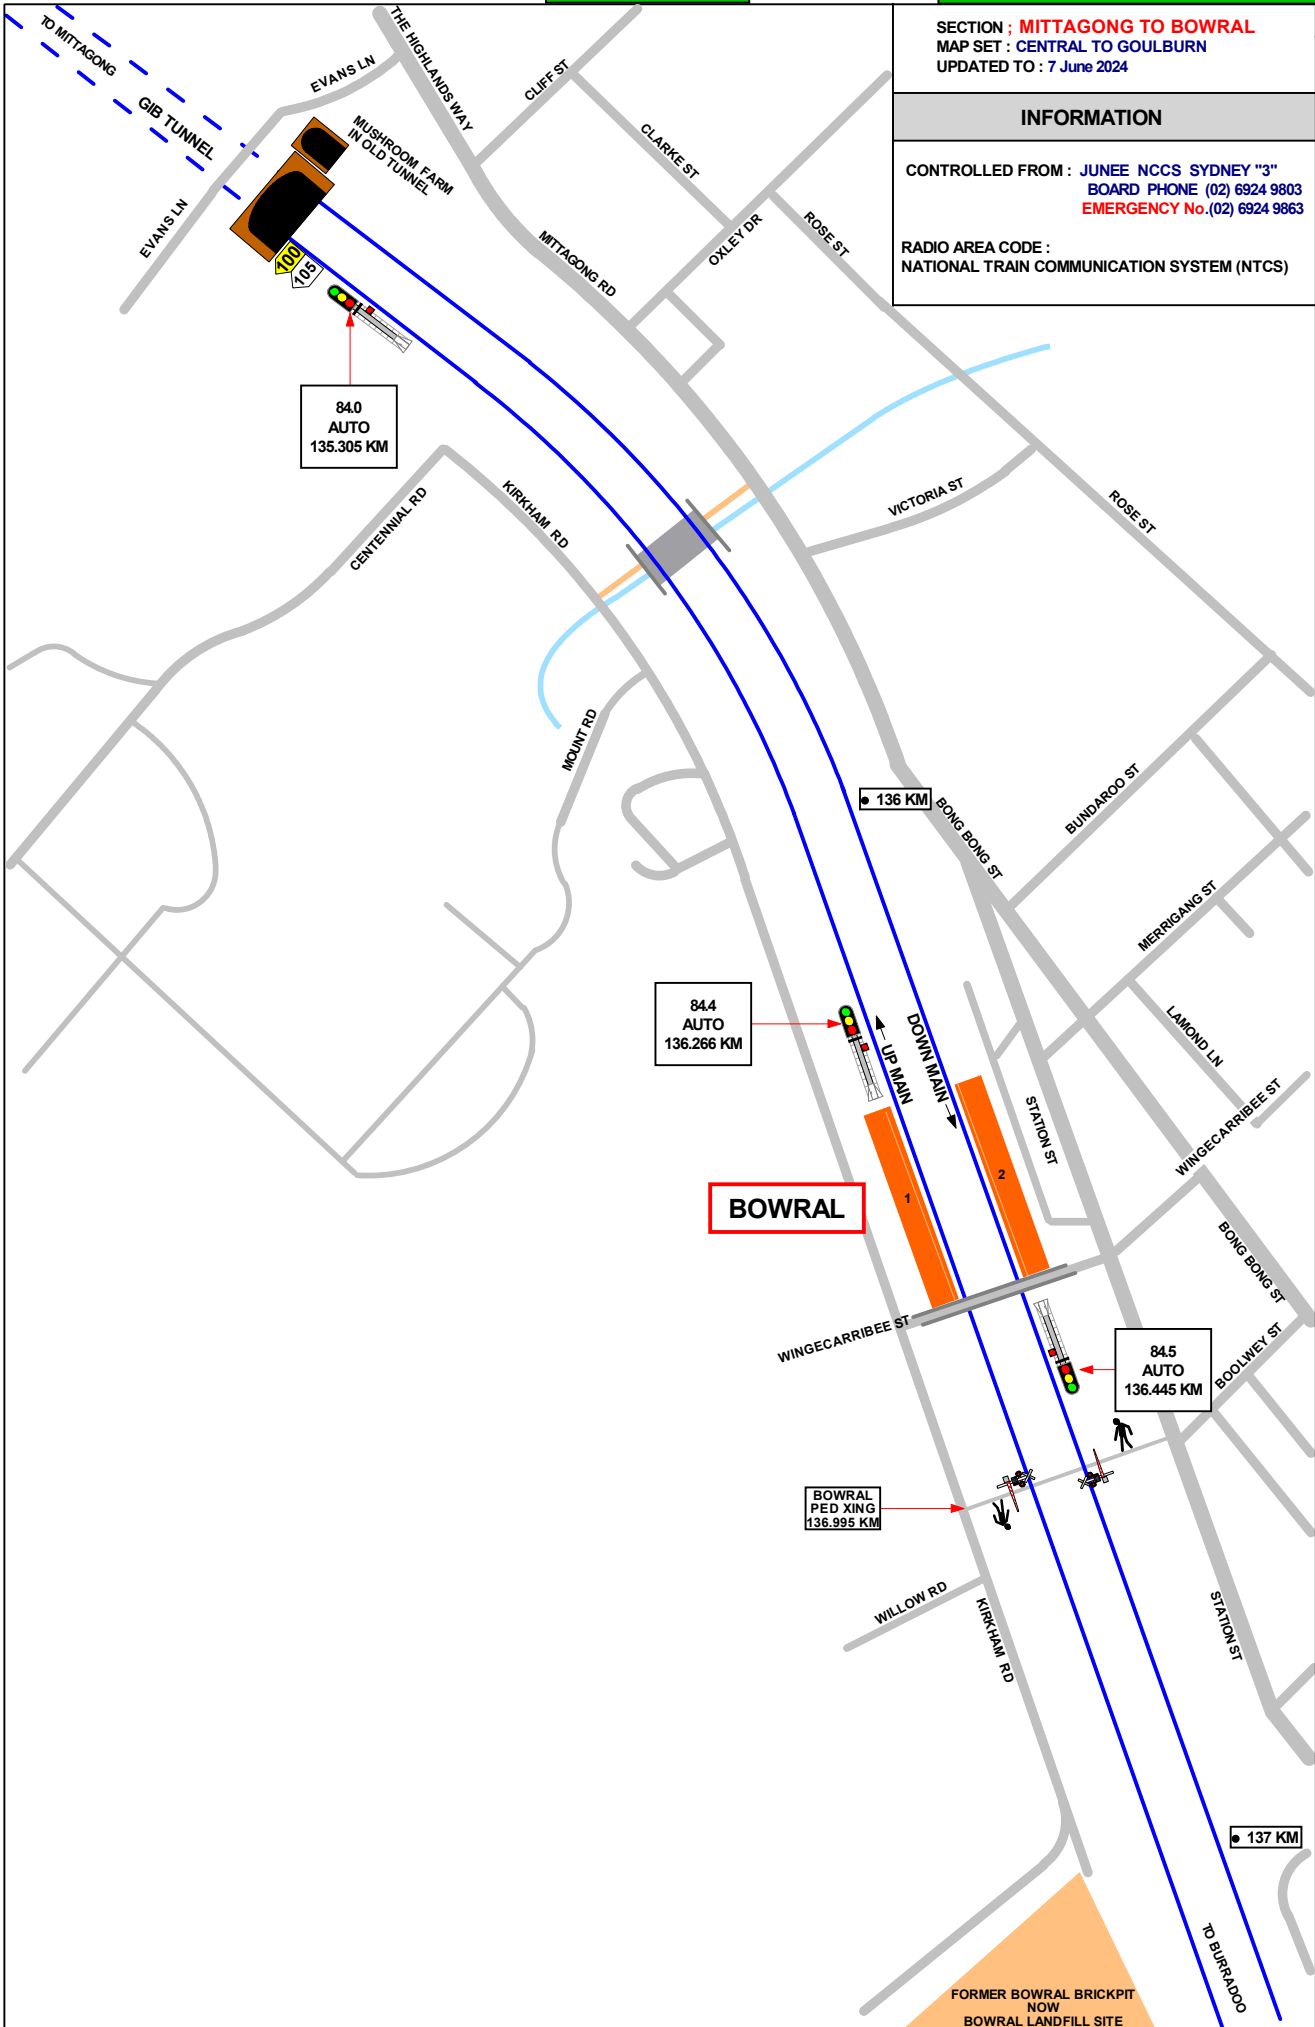 SECTION ; MITTAGONG TO BOWRAL
MAP SET : CENTRAL TO GOULBURN
UPDATED TO : 7 June 2024
INFORMATION
CONTROLLED FROM : JUNEE NCCS SYDNEY "3"
BOARD PHONE (02) 6924 9803
EMERGENCY No.(02) 6924 9863
RADIO AREA CODE :
NATIONAL TRAIN COMMUNICATION SYSTEM (NTCS)
TO MITTAGONG
GIB TUNNEL
EVANS LN
THE HIGHLANDS WAY
CLIFF ST
MUSHROOM FARM
IN OLD TUNNEL
CLARKE ST
EVANS LN
OXLEY DR
ROSE ST
MITTAGONG RD
100
105
84.0
AUTO
135.305 KM
CENTENNIAL RD
KIRKHAM RD
VICTORIA ST
ROSE ST
MOUNT RD
136 KM
BONG BONG ST
BUNDAROO ST
MERRIGANG ST
84.4
AUTO
136.266 KM
UP MAIN
DOWN MAIN
LAMOND LN
STATION ST
WINGECARRIBEE ST
1
2
BOWRAL
BONG BONG ST
WINGECARRIBEE ST
84.5
AUTO
136.445 KM
BOOLWEY ST
BOWRAL
PED XING
136.995 KM
WILLOW RD
KIRKHAM RD
STATION ST
137 KM
TO BURRADOO
FORMER BOWRAL BRICKPIT
NOW
BOWRAL LANDFILL SITE